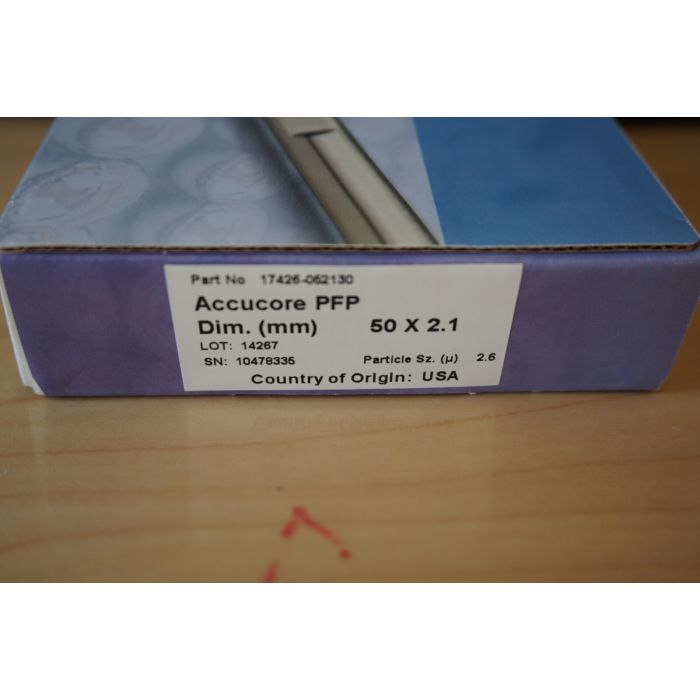 Part No 17426-052130
Accucore PFP
Dim. (mm) 50 X 2.1
LOT: 14267
SN: 10478335 Particle Sz. (µ) 2.6
Country of Origin: USA